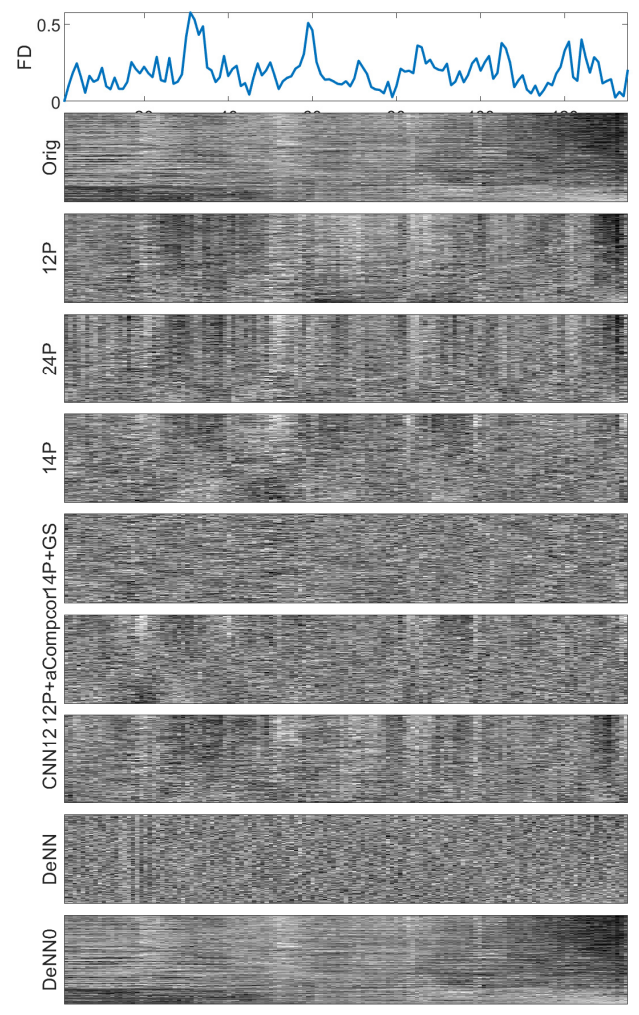 0.5
FD
0
Orig
12P
24P
14P
14P+GS
12P+aCompcor
CNN12
DeNN
DeNN0